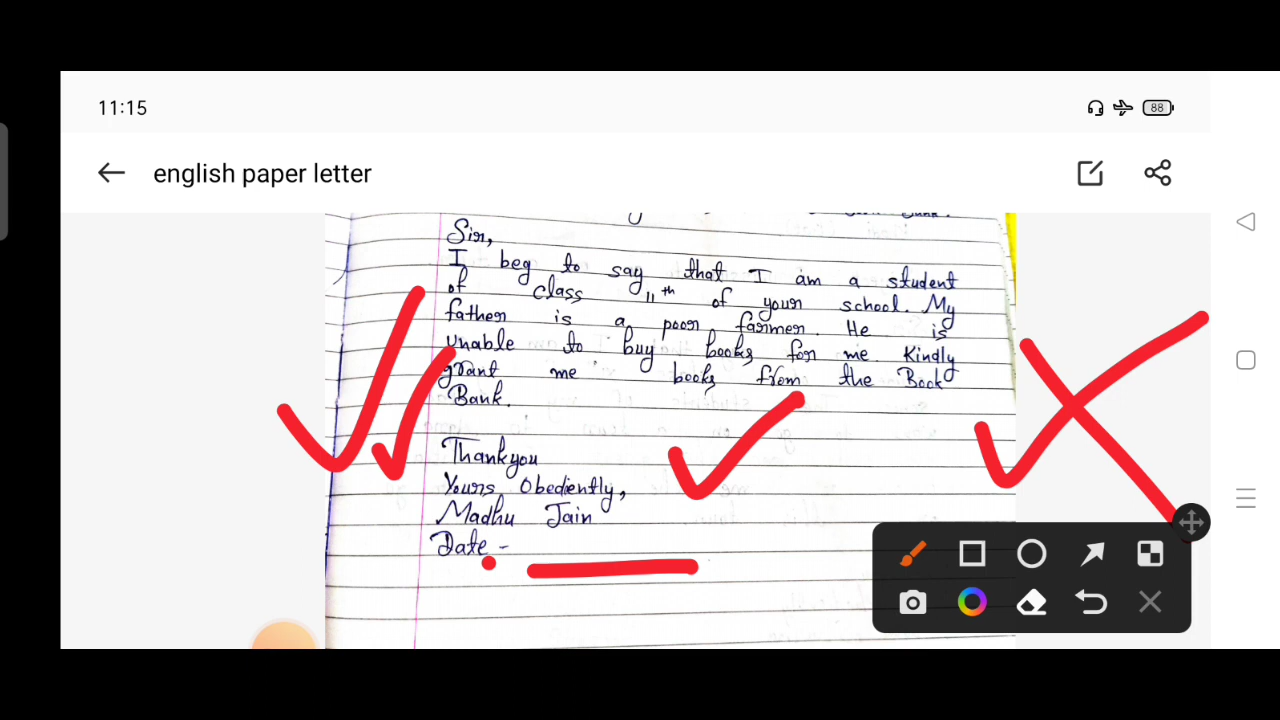 11:15
88
english paper letter
Sir,
I beg to say that I am a student
of class 11th of your school. My
father is a poor farmer. He is
unable to buy books for me Kindly
grant me books from the Book
Bank.
Thankyou
Yours Obediently,
Madhu Jain
Date -